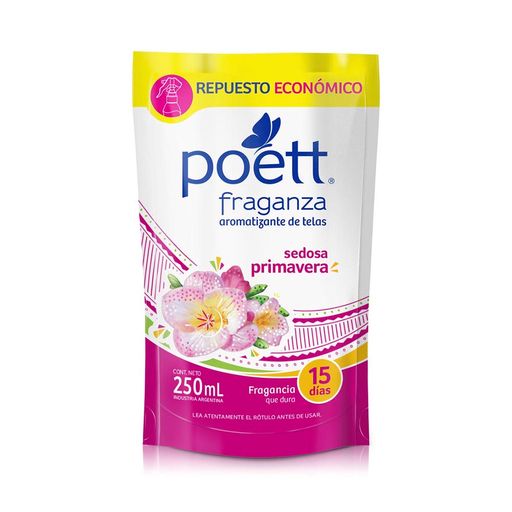 REPUESTO ECONÓMICO
poett®
fraganza
aromatizante de telas
sedosa
primavera
CONT. NETO
250mL
INDUSTRIA ARGENTINA
Fragancia
que dura
15
días
LEA ATENTAMENTE EL RÓTULO ANTES DE USAR.